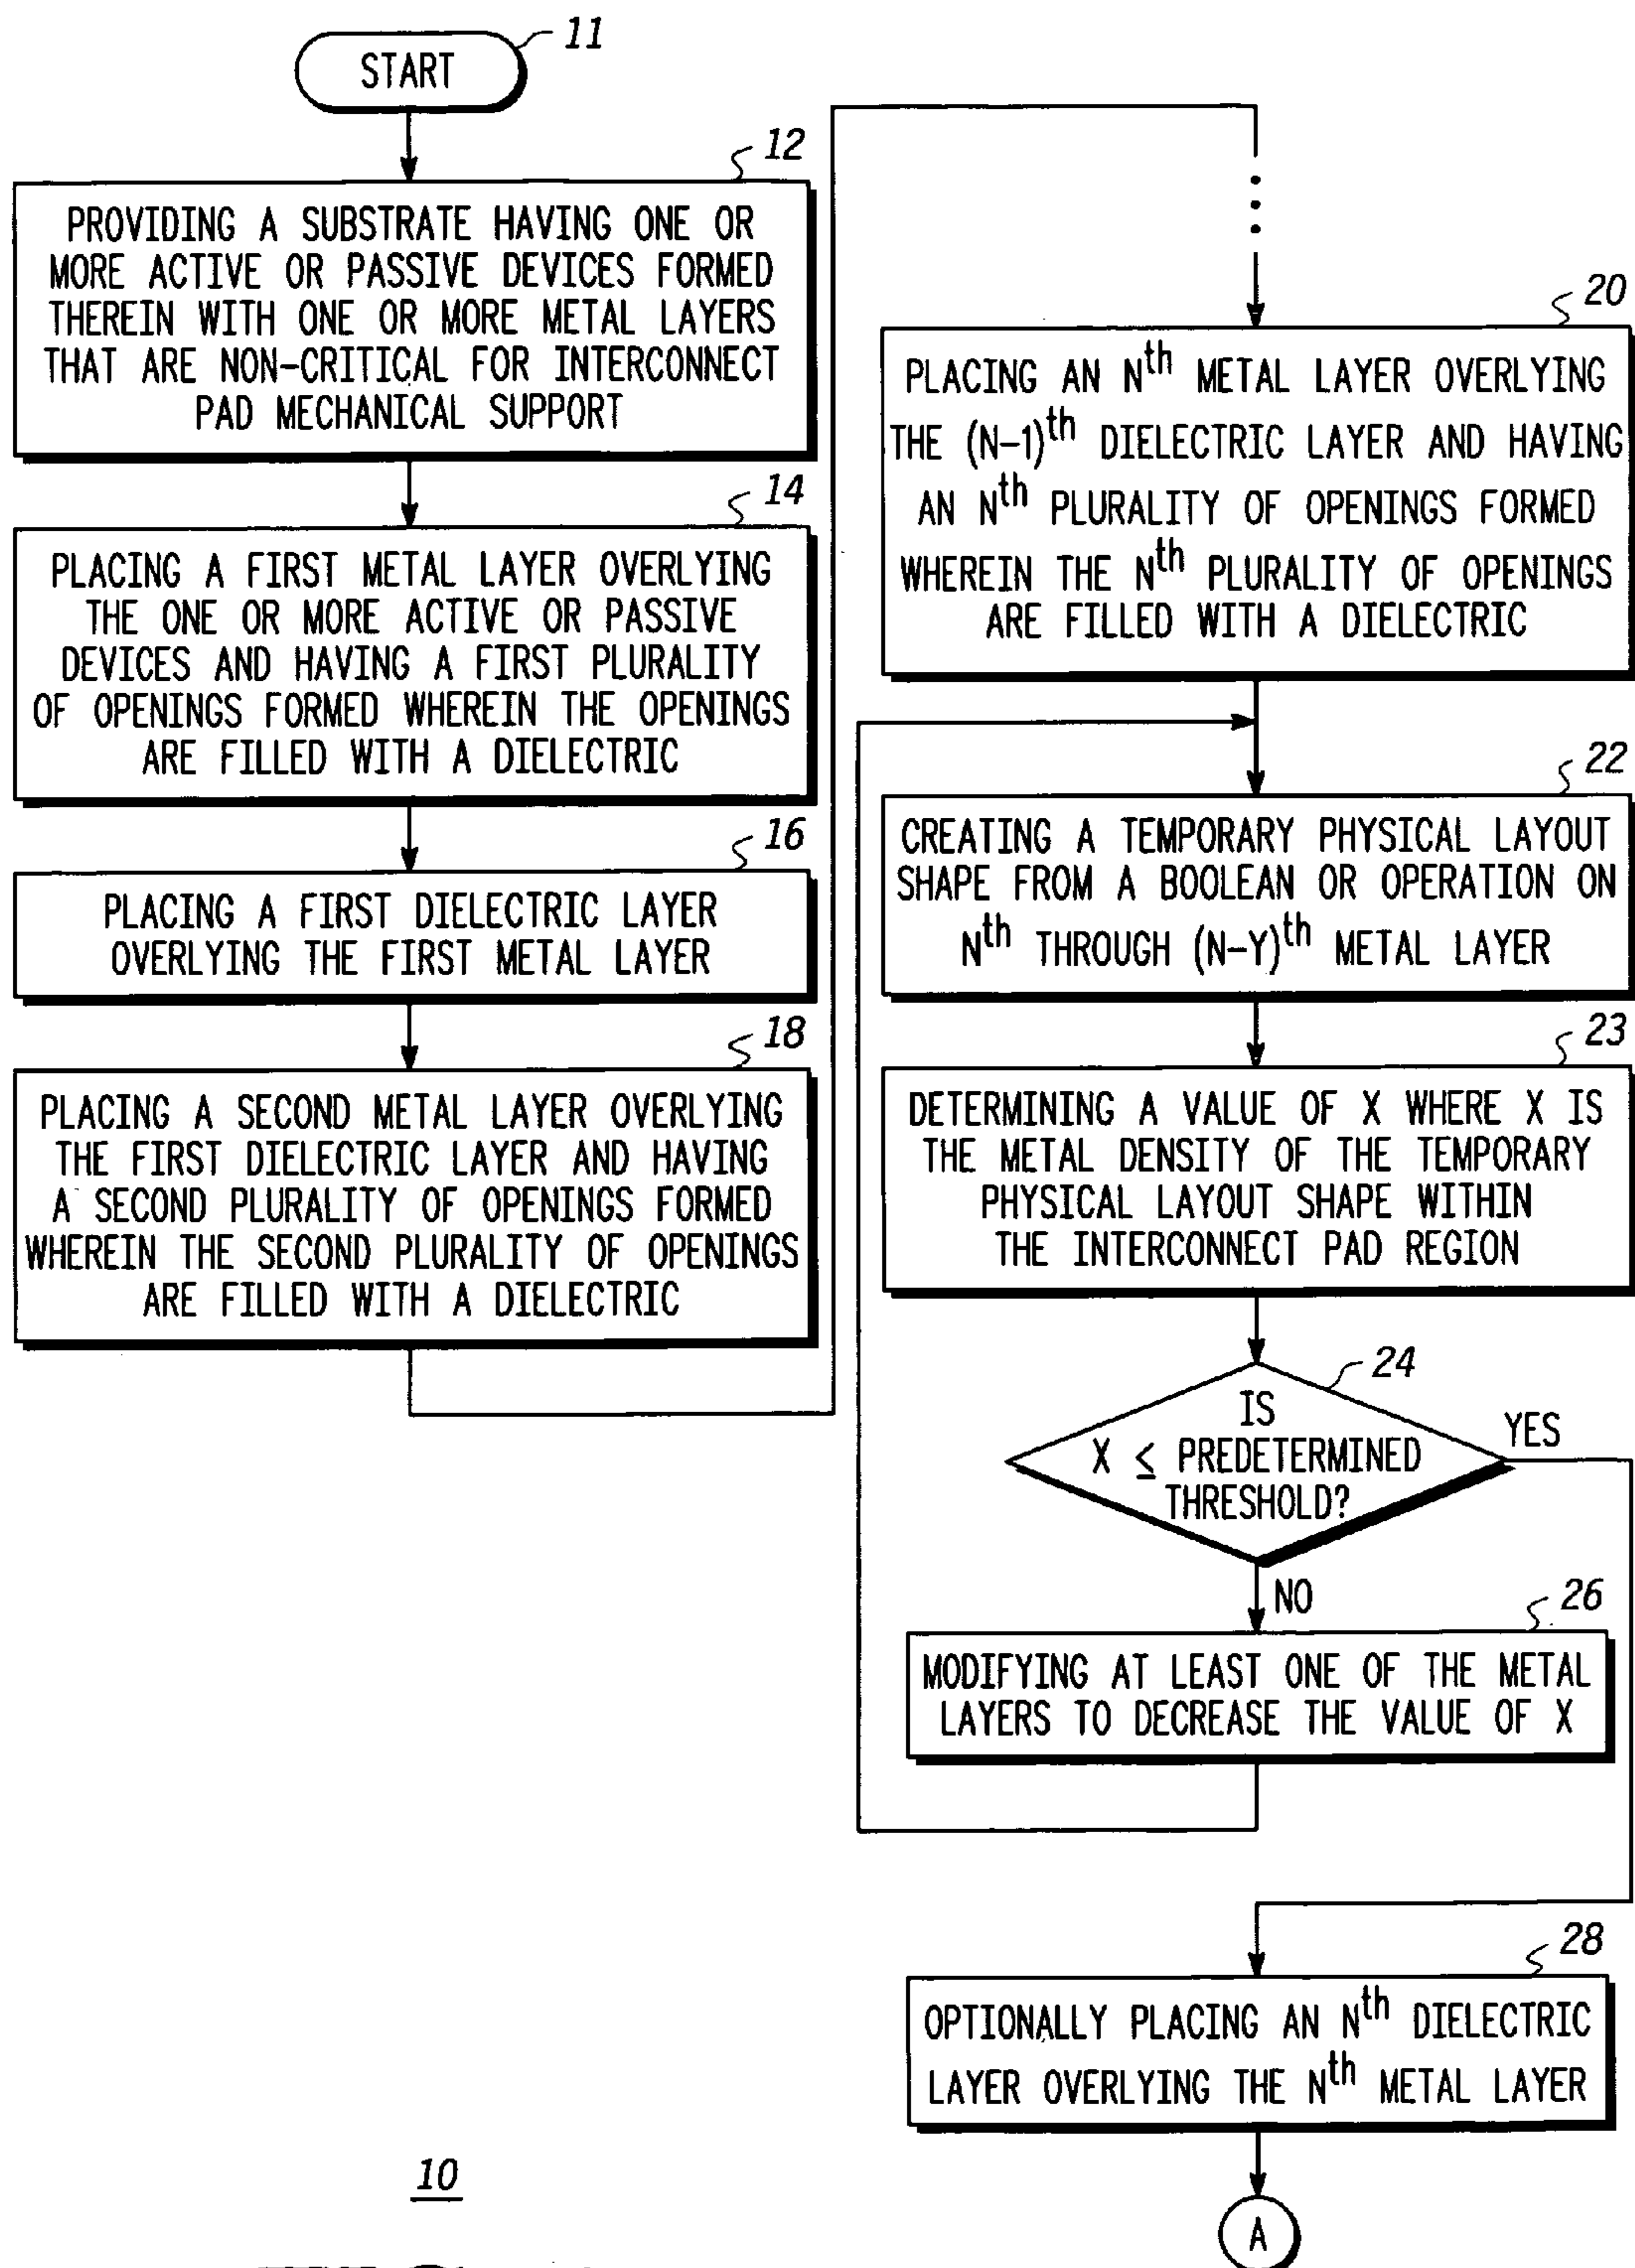 START
11
12
PROVIDING A SUBSTRATE HAVING ONE OR
MORE ACTIVE OR PASSIVE DEVICES FORMED
THEREIN WITH ONE OR MORE METAL LAYERS
THAT ARE NON-CRITICAL FOR INTERCONNECT
PAD MECHANICAL SUPPORT
14
PLACING A FIRST METAL LAYER OVERLYING
THE ONE OR MORE ACTIVE OR PASSIVE
DEVICES AND HAVING A FIRST PLURALITY
OF OPENINGS FORMED WHEREIN THE OPENINGS
ARE FILLED WITH A DIELECTRIC
16
PLACING A FIRST DIELECTRIC LAYER
OVERLYING THE FIRST METAL LAYER
18
PLACING A SECOND METAL LAYER OVERLYING
THE FIRST DIELECTRIC LAYER AND HAVING
A SECOND PLURALITY OF OPENINGS FORMED
WHEREIN THE SECOND PLURALITY OF OPENINGS
ARE FILLED WITH A DIELECTRIC
20
PLACING AN Nth METAL LAYER OVERLYING
THE (N-1)th DIELECTRIC LAYER AND HAVING
AN Nth PLURALITY OF OPENINGS FORMED
WHEREIN THE Nth PLURALITY OF OPENINGS
ARE FILLED WITH A DIELECTRIC
22
CREATING A TEMPORARY PHYSICAL LAYOUT
SHAPE FROM A BOOLEAN OR OPERATION ON
Nth THROUGH (N-Y)th METAL LAYER
23
DETERMINING A VALUE OF X WHERE X IS
THE METAL DENSITY OF THE TEMPORARY
PHYSICAL LAYOUT SHAPE WITHIN
THE INTERCONNECT PAD REGION
24
IS
X ≤ PREDETERMINED
THRESHOLD?
YES
NO
26
MODIFYING AT LEAST ONE OF THE METAL
LAYERS TO DECREASE THE VALUE OF X
28
OPTIONALLY PLACING AN Nth DIELECTRIC
LAYER OVERLYING THE Nth METAL LAYER
A
10